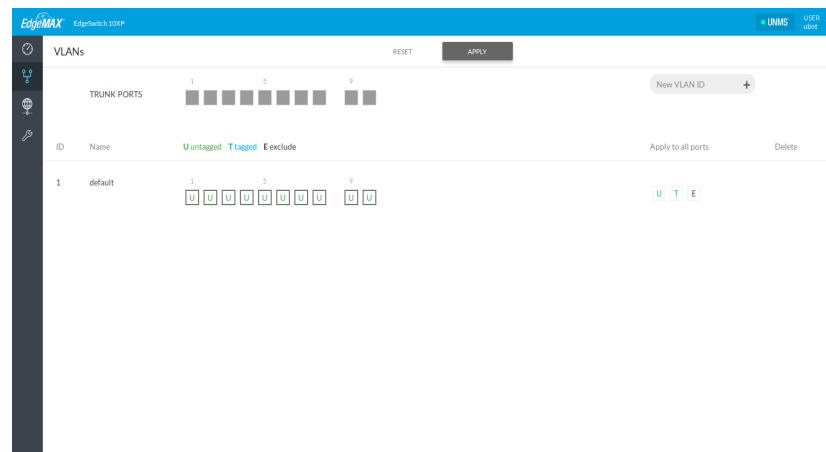 EdgeMAX EdgeSwitch 10XP UNMS USER
ubot
VLANs RESET APPLY
1 5 9
TRUNK PORTS New VLAN ID +
ID Name U untagged T tagged E exclude Apply to all ports Delete
1 default 1 5 9
U U U U U U U U U U U T E